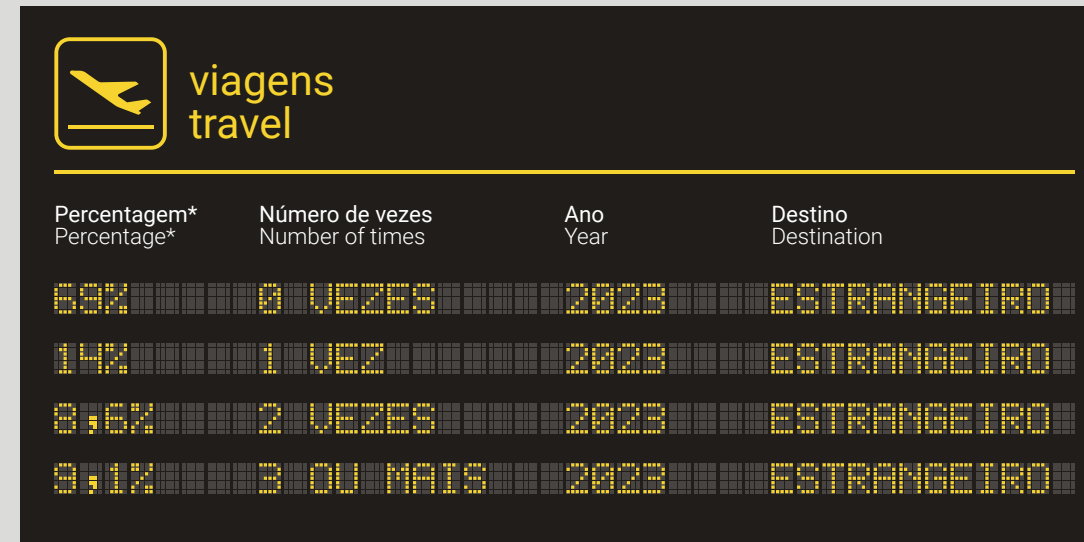 viagens
travel
Percentagem* Número de vezes Ano Destino
Percentage* Number of times Year Destination
69% 0 VEZES 2023 ESTRANGEIRO
14% 1 VEZ 2023 ESTRANGEIRO
8,6% 2 VEZES 2023 ESTRANGEIRO
9,1% 3 OU MAIS 2023 ESTRANGEIRO